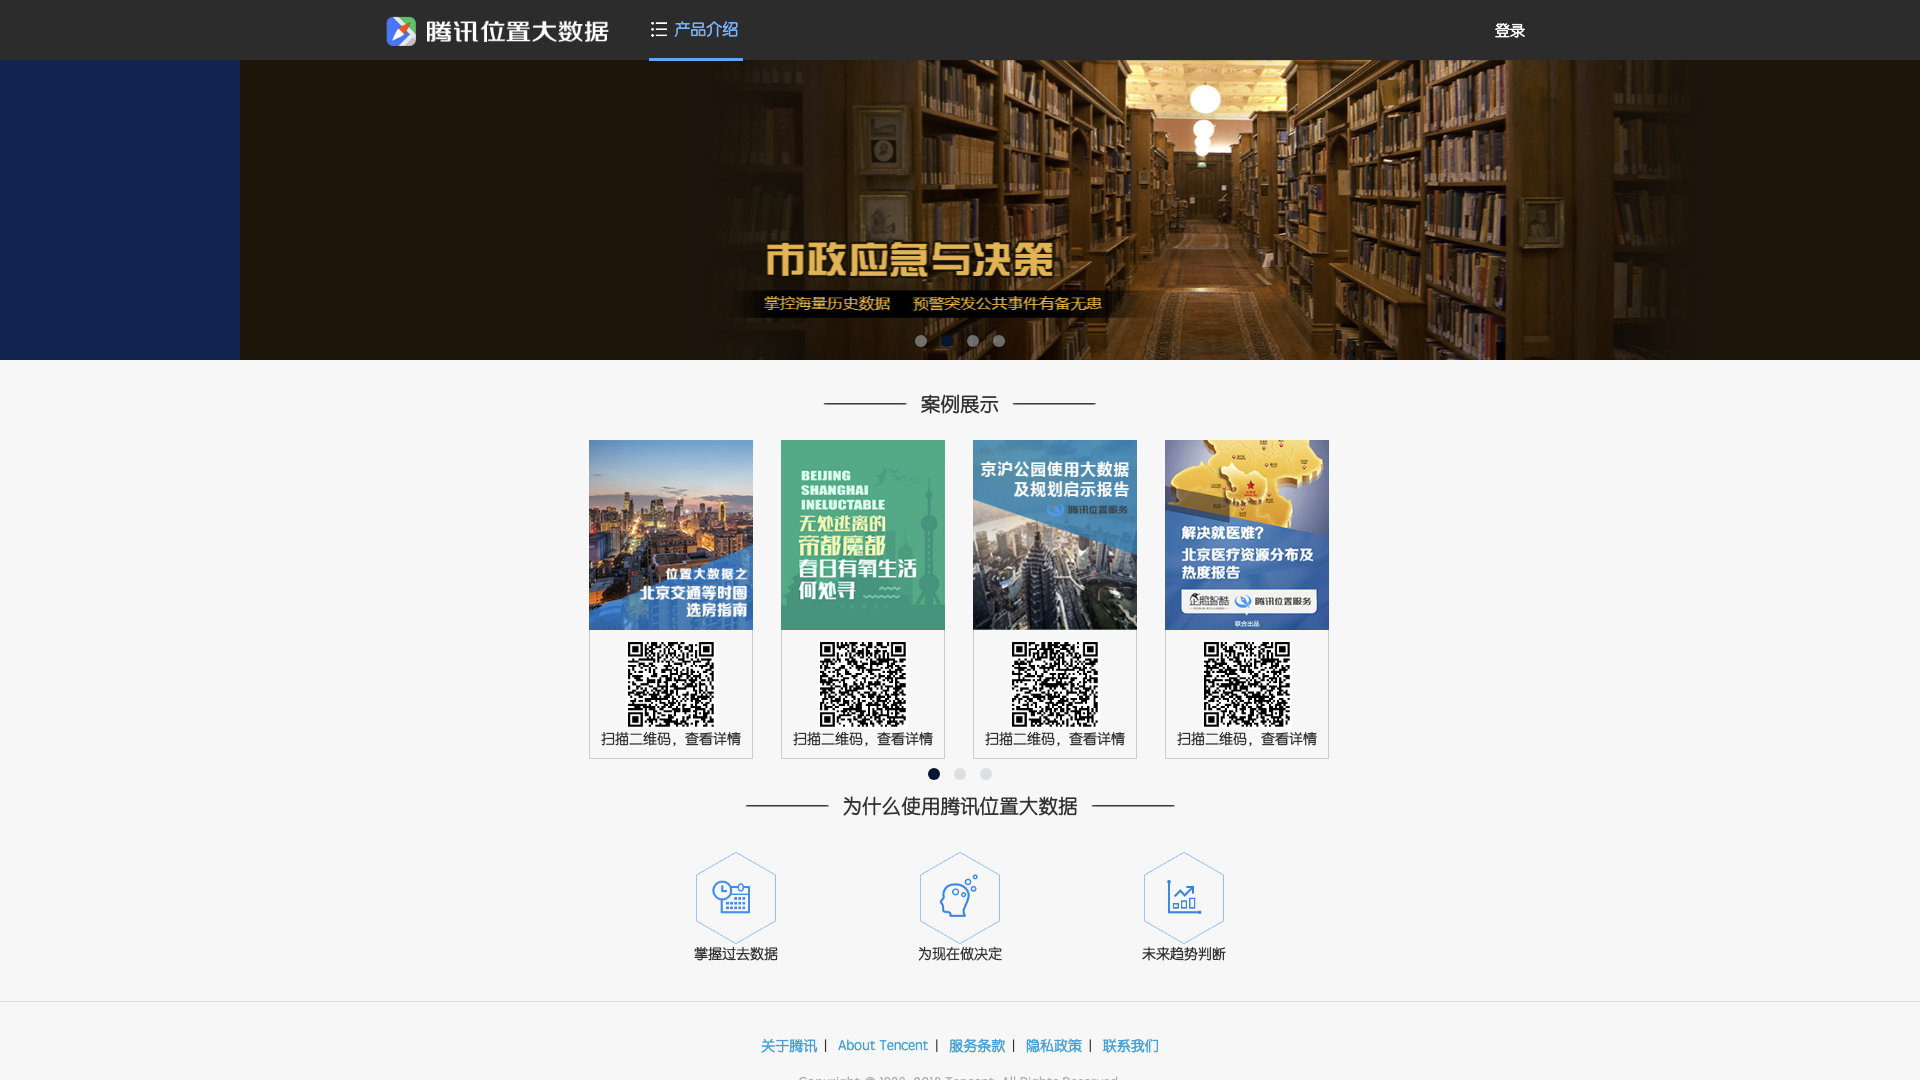 腾讯位置大数据
产品介绍
登录
市政应急与决策
掌控海量历史数据 预警突发公共事件有备无患
案例展示
位置大数据之
北京交通等时圈
选房指南
BEIJING
SHANGHAI
INELUCTABLE
无处逃离的
帝都魔都
春日有氧生活
何处寻
京沪公园使用大数据
及规划启示报告
腾讯位置服务
解决就医难?
北京医疗资源分布及
热度报告
企鹅智酷 腾讯位置服务
联合出品
扫描二维码，查看详情
扫描二维码，查看详情
扫描二维码，查看详情
扫描二维码，查看详情
为什么使用腾讯位置大数据
掌握过去数据
为现在做决定
未来趋势判断
关于腾讯 | About Tencent | 服务条款 | 隐私政策 | 联系我们